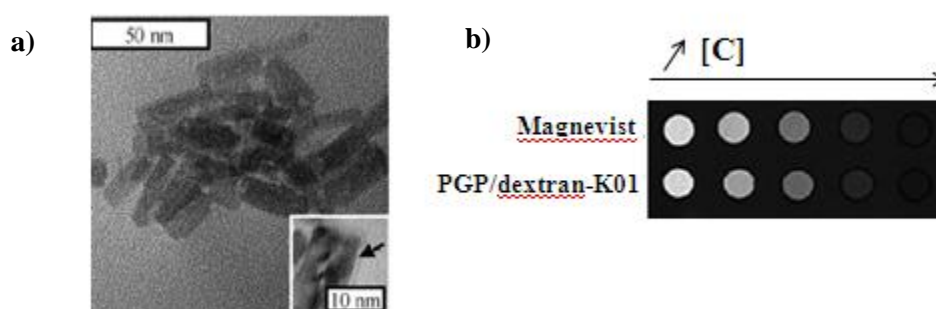 a)
50 nm
10 nm
b)
↗ [C]
Magnevist
PGP/dextran-K01